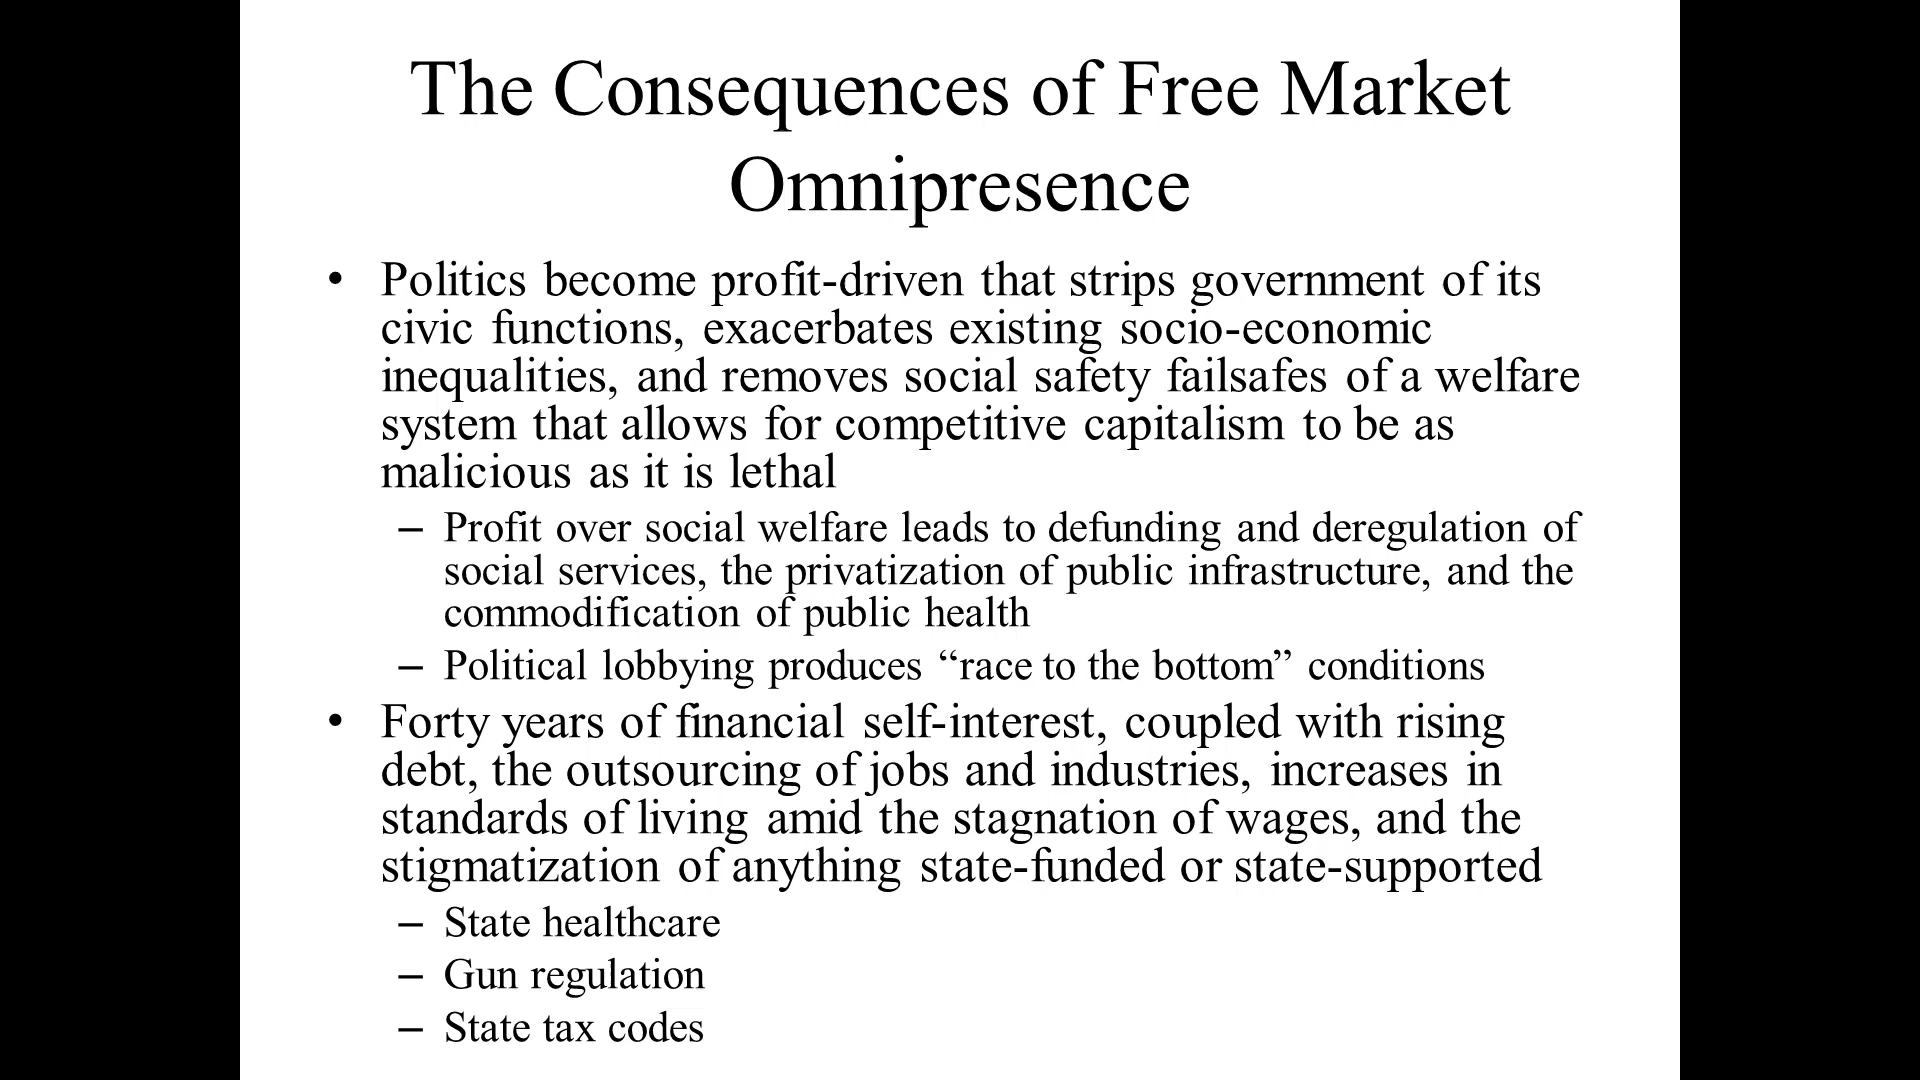 The Consequences of Free Market
Omnipresence
• Politics become profit-driven that strips government of its
civic functions, exacerbates existing socio-economic
inequalities, and removes social safety failsafes of a welfare
system that allows for competitive capitalism to be as
malicious as it is lethal
– Profit over social welfare leads to defunding and deregulation of
social services, the privatization of public infrastructure, and the
commodification of public health
– Political lobbying produces “race to the bottom” conditions
• Forty years of financial self-interest, coupled with rising
debt, the outsourcing of jobs and industries, increases in
standards of living amid the stagnation of wages, and the
stigmatization of anything state-funded or state-supported
– State healthcare
– Gun regulation
– State tax codes